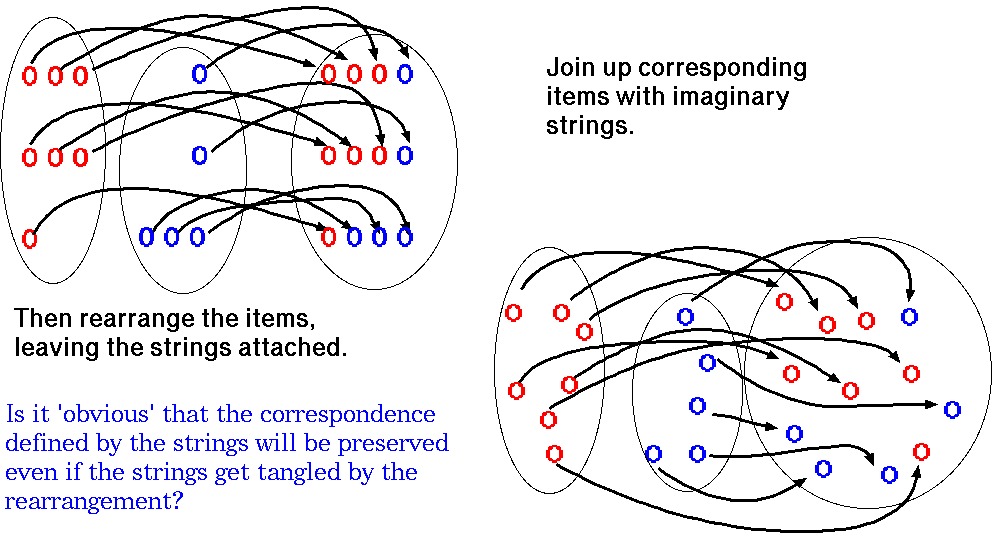 Join up corresponding
items with imaginary
strings.
Then rearrange the items,
leaving the strings attached.
Is it 'obvious' that the correspondence
defined by the strings will be preserved
even if the strings get tangled by the
rearrangement?